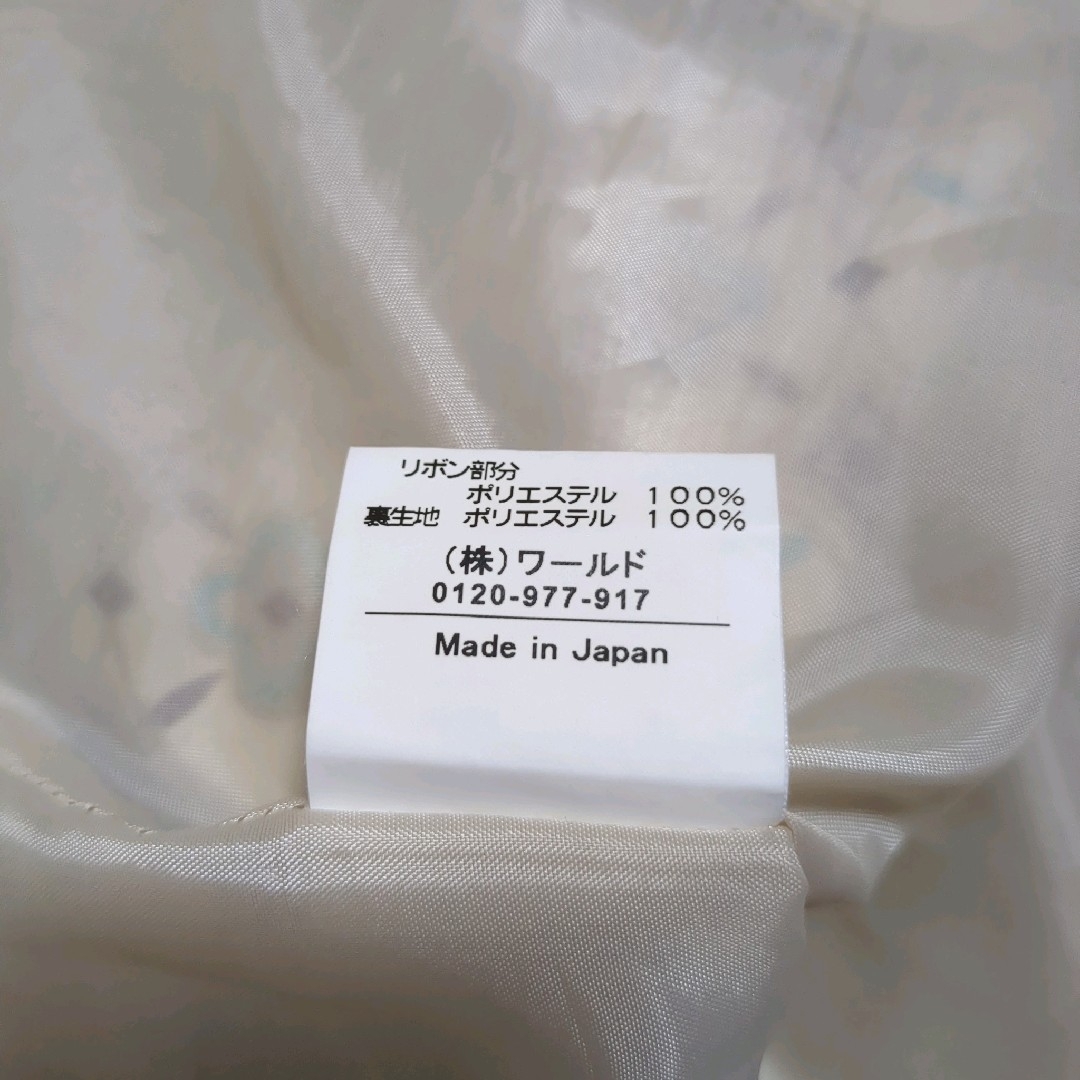 リボン部分
ポリエステル 100%
裏生地 ポリエステル 100%
(株)ワールド
0120-977-917
Made in Japan